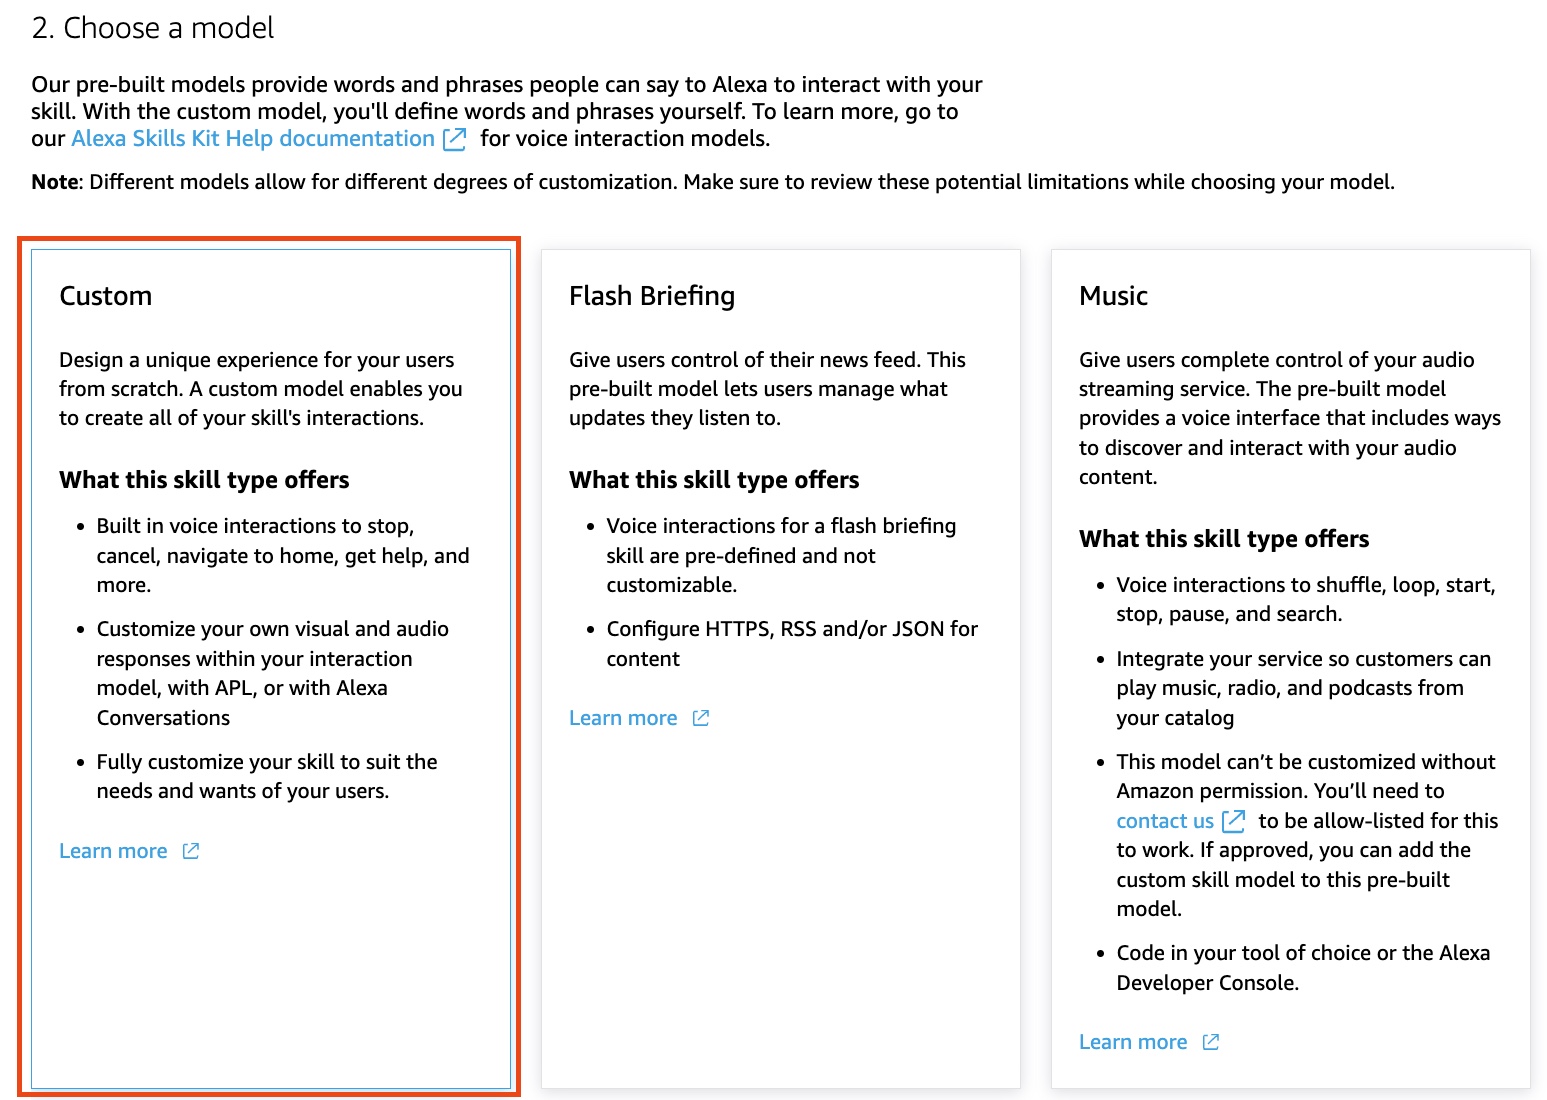 2. Choose a model
Our pre-built models provide words and phrases people can say to Alexa to interact with your
skill. With the custom model, you'll define words and phrases yourself. To learn more, go to
our Alexa Skills Kit Help documentation for voice interaction models.
Note: Different models allow for different degrees of customization. Make sure to review these potential limitations while choosing your model.
Custom
Design a unique experience for your users
from scratch. A custom model enables you
to create all of your skill's interactions.
What this skill type offers
• Built in voice interactions to stop,
cancel, navigate to home, get help, and
more.
• Customize your own visual and audio
responses within your interaction
model, with APL, or with Alexa
Conversations
• Fully customize your skill to suit the
needs and wants of your users.
Learn more
Flash Briefing
Give users control of their news feed. This
pre-built model lets users manage what
updates they listen to.
What this skill type offers
• Voice interactions for a flash briefing
skill are pre-defined and not
customizable.
• Configure HTTPS, RSS and/or JSON for
content
Learn more
Music
Give users complete control of your audio
streaming service. The pre-built model
provides a voice interface that includes ways
to discover and interact with your audio
content.
What this skill type offers
• Voice interactions to shuffle, loop, start,
stop, pause, and search.
• Integrate your service so customers can
play music, radio, and podcasts from
your catalog
• This model can’t be customized without
Amazon permission. You’ll need to
contact us to be allow-listed for this
to work. If approved, you can add the
custom skill model to this pre-built
model.
• Code in your tool of choice or the Alexa
Developer Console.
Learn more